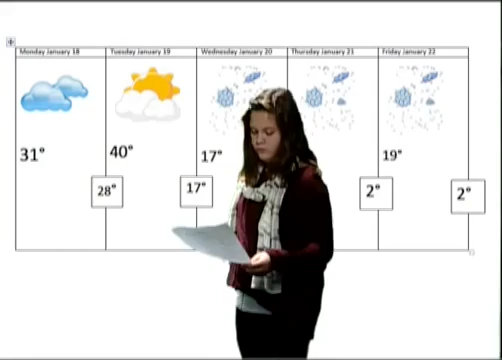 Monday January 18
Tuesday January 19
Wednesday January 20
Thursday January 21
Friday January 22
31°
40°
17°
19°
28°
17°
2°
2°